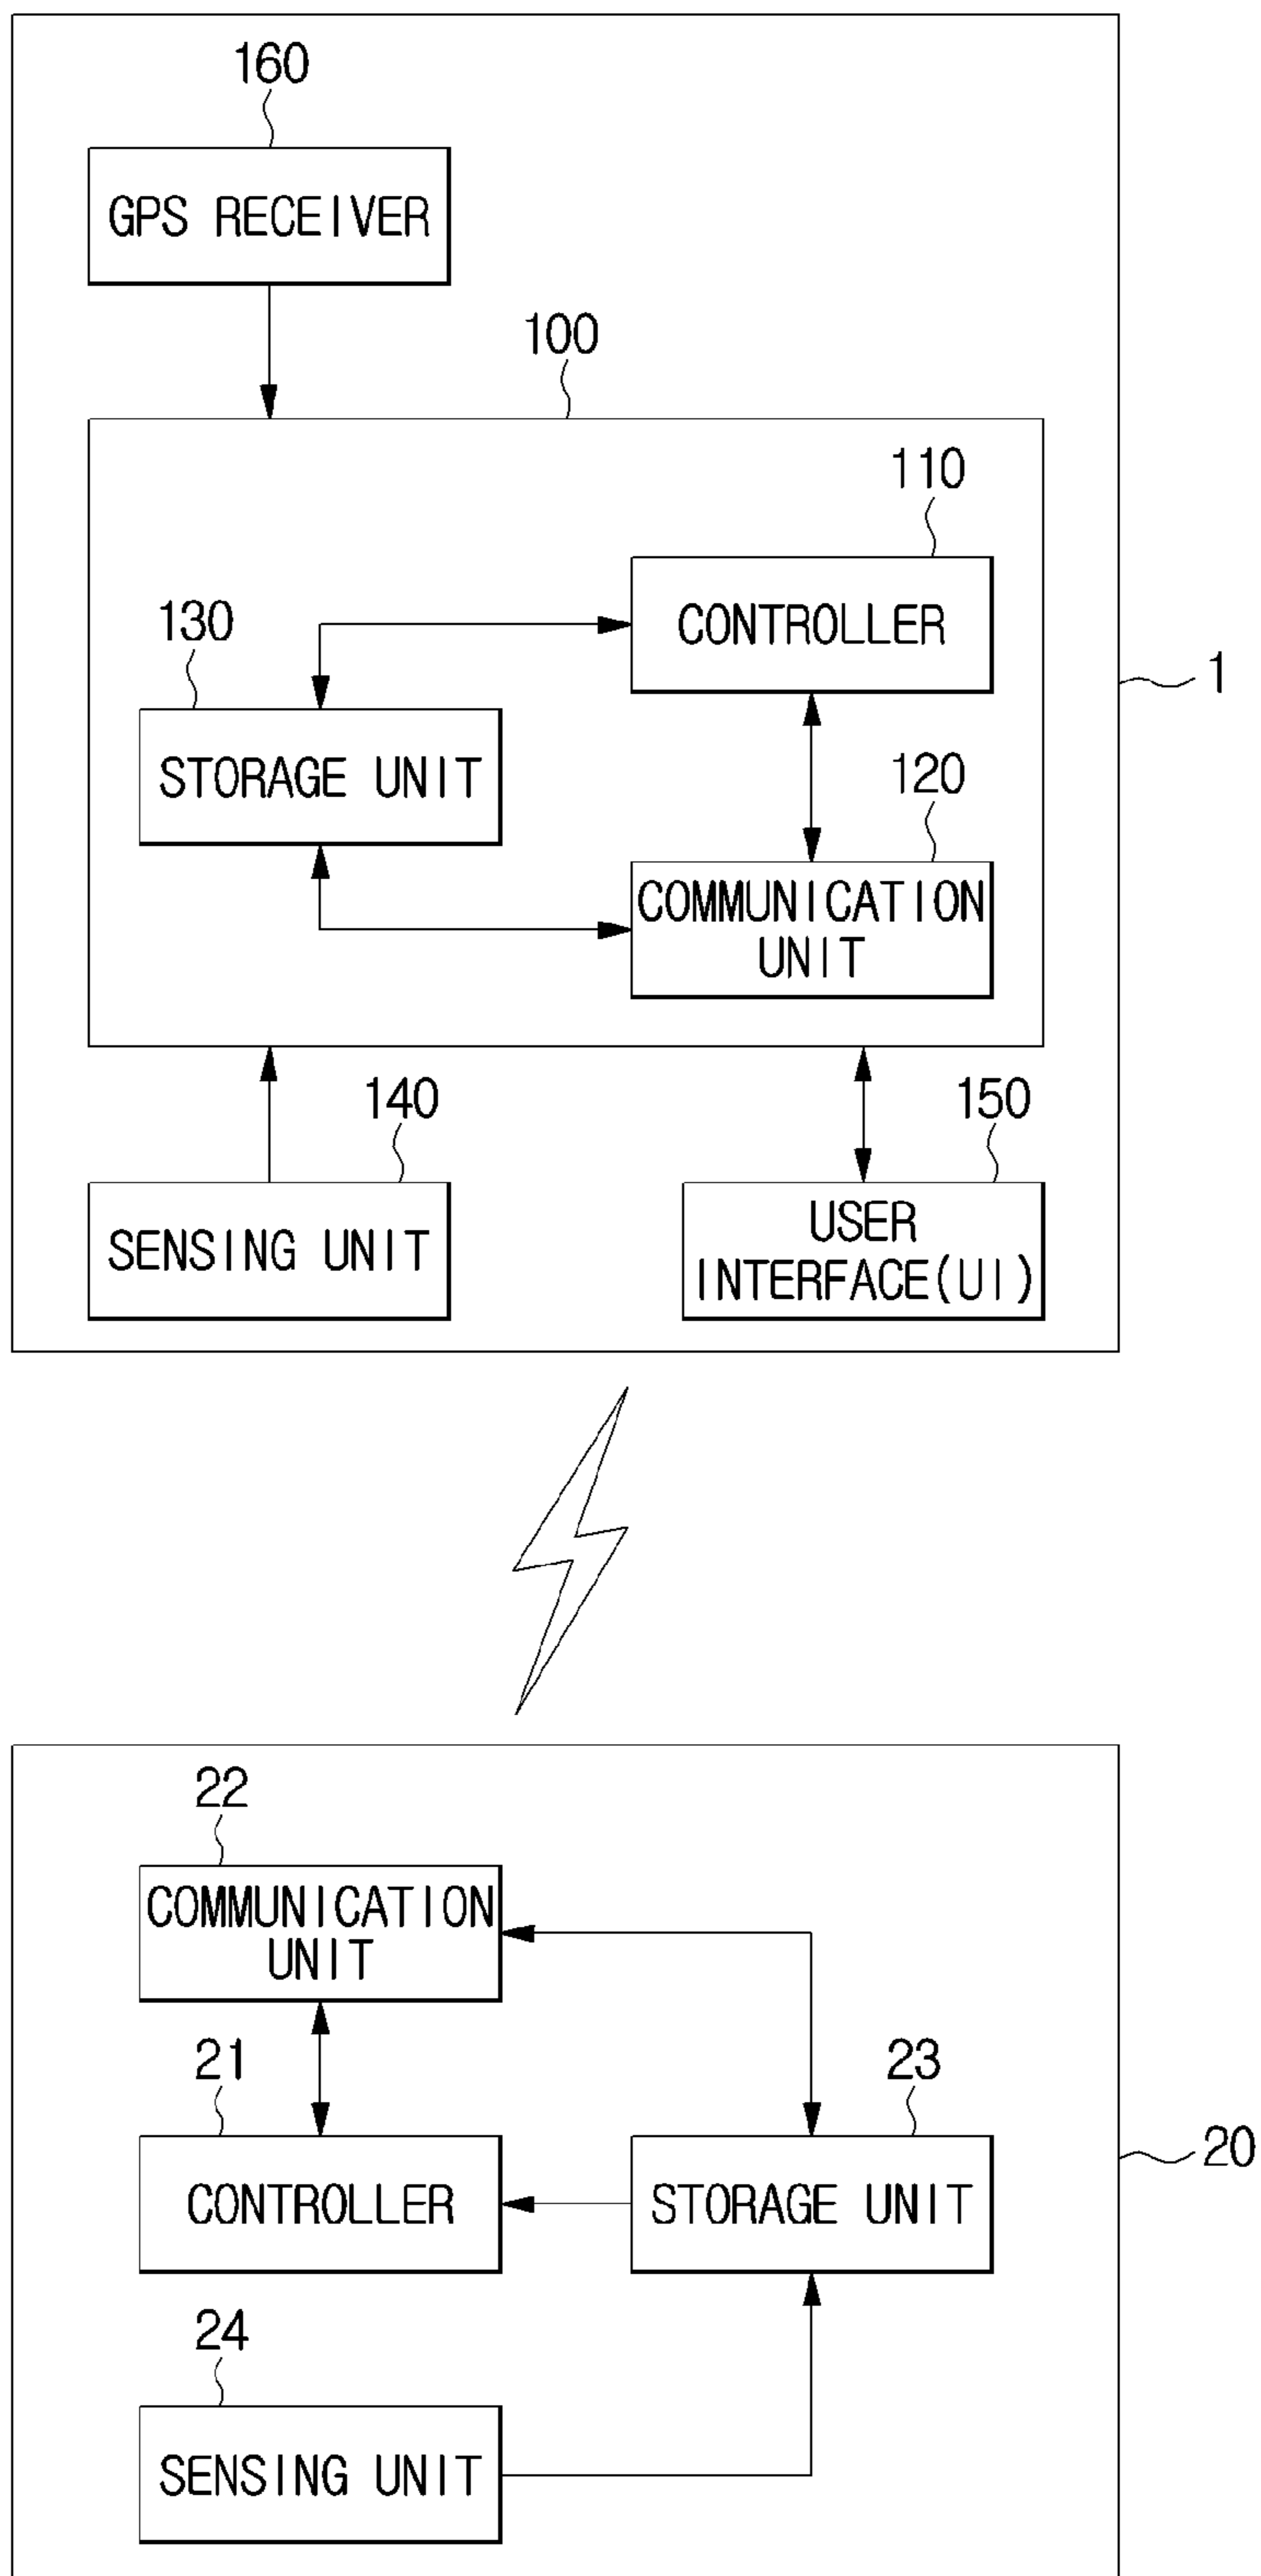 160
GPS RECEIVER
100
110
CONTROLLER
130
STORAGE UNIT
1
120
COMMUNICATION
UNIT
140
SENSING UNIT
150
USER
INTERFACE(UI)
22
COMMUNICATION
UNIT
21
CONTROLLER
23
STORAGE UNIT
20
24
SENSING UNIT